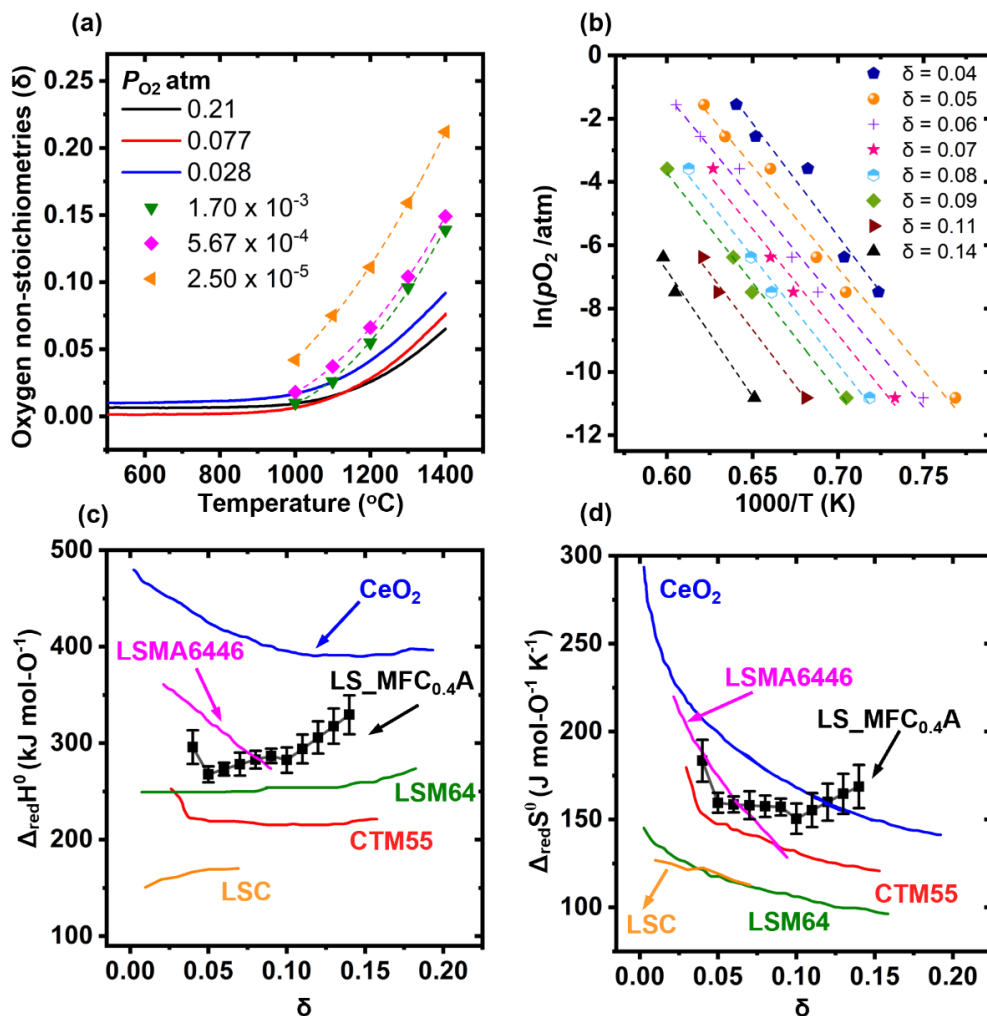 (a)
Oxygen non-stoichiometries (δ)
0.25
0.20
0.15
0.10
0.05
0.00
P_O2 atm
0.21
0.077
0.028
1.70 x 10⁻³
5.67 x 10⁻⁴
2.50 x 10⁻⁵
600 800 1000 1200 1400
Temperature (°C)
(b)
ln(pO₂ /atm)
0
-2
-4
-6
-8
-10
-12
δ = 0.04
δ = 0.05
δ = 0.06
δ = 0.07
δ = 0.08
δ = 0.09
δ = 0.11
δ = 0.14
0.60 0.65 0.70 0.75
1000/T (K)
(c)
Δ_red H⁰ (kJ mol-O⁻¹)
500
400
300
200
100
CeO₂
LSMA6446
LS_MFC₀.₄A
LSM64
CTM55
LSC
0.00 0.05 0.10 0.15 0.20
δ
(d)
Δ_red S⁰ (J mol-O⁻¹ K⁻¹)
300
250
200
150
100
CeO₂
LSMA6446
LS_MFC₀.₄A
CTM55
LSC
LSM64
0.00 0.05 0.10 0.15 0.20
δ